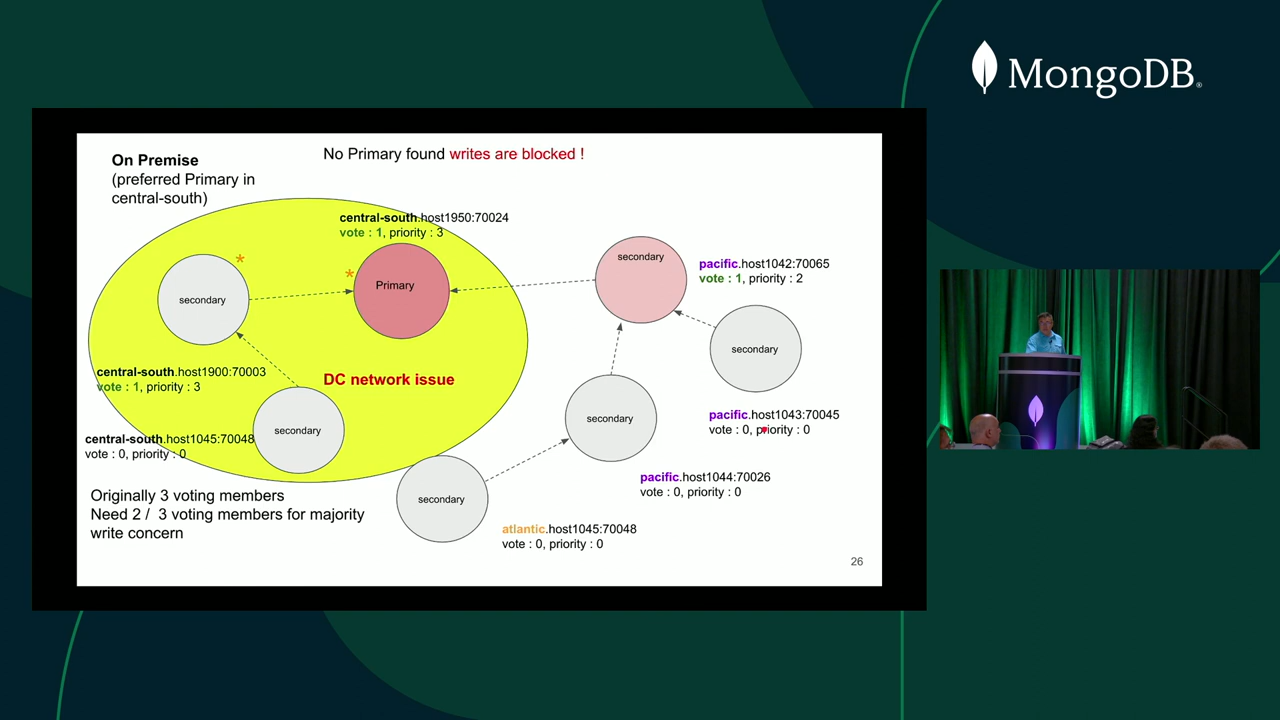 MongoDB®
On Premise
(preferred Primary in
central-south)
No Primary found writes are blocked !
central-south.host1950:70024
vote : 1, priority : 3
*
*
secondary
Primary
secondary
pacific.host1042:70065
vote : 1, priority : 2
secondary
central-south.host1900:70003
vote : 1, priority : 3
DC network issue
secondary
pacific.host1043:70045
vote : 0, priority : 0
secondary
central-south.host1045:70048
vote : 0, priority : 0
pacific.host1044:70026
vote : 0, priority : 0
Originally 3 voting members
Need 2 / 3 voting members for majority
write concern
secondary
atlantic.host1045:70048
vote : 0, priority : 0
26